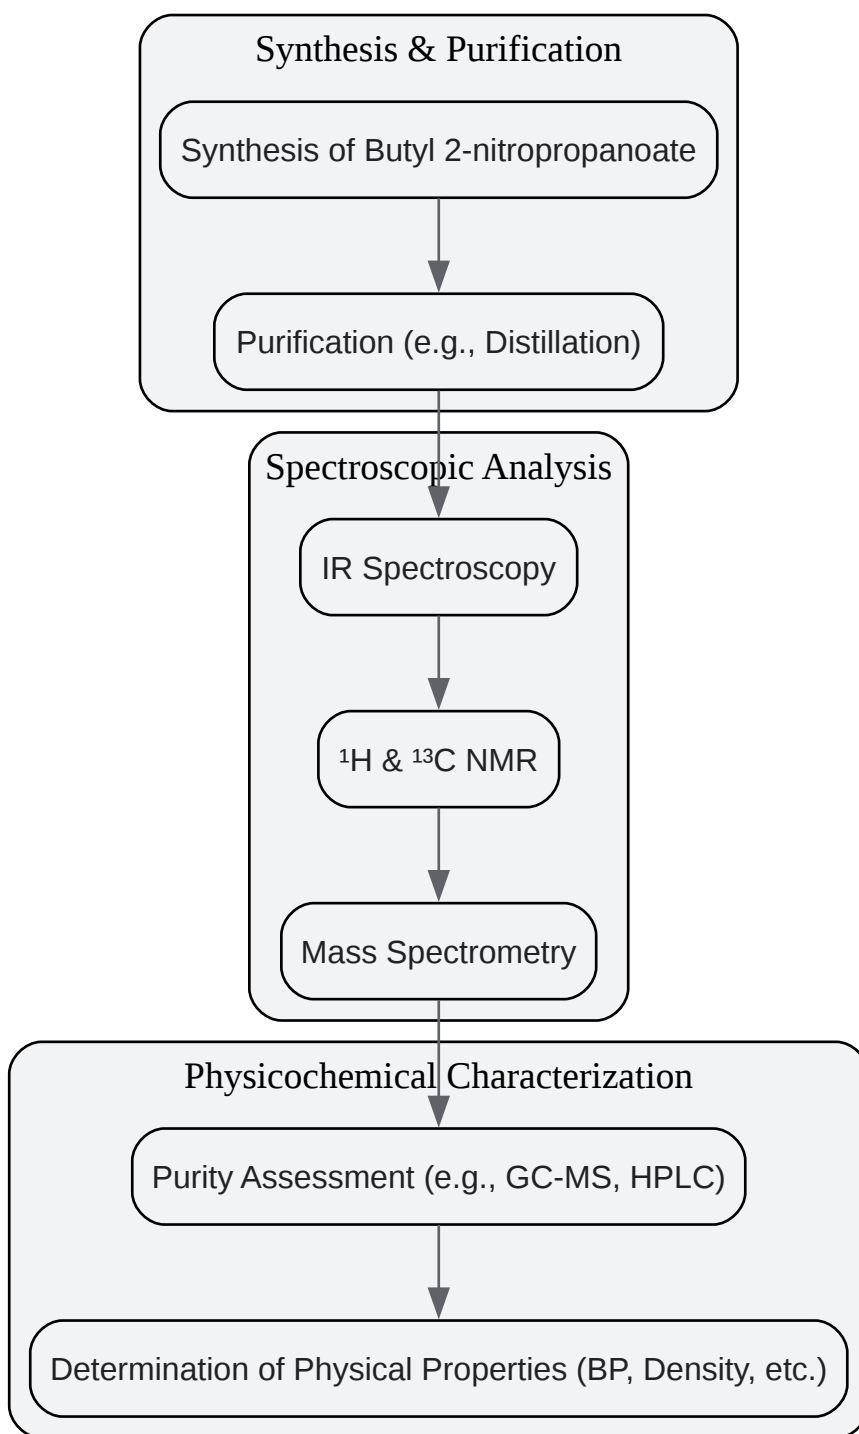 Synthesis & Purification
Synthesis of Butyl 2-nitropropanoate
Purification (e.g., Distillation)
Spectroscopic Analysis
IR Spectroscopy
¹H & ¹³C NMR
Mass Spectrometry
Physicochemical Characterization
Purity Assessment (e.g., GC-MS, HPLC)
Determination of Physical Properties (BP, Density, etc.)